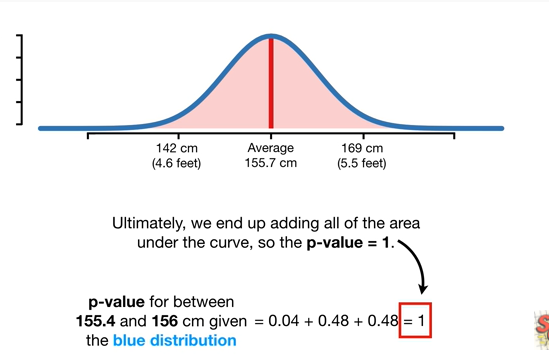 142 cm
(4.6 feet)
Average
155.7 cm
169 cm
(5.5 feet)
Ultimately, we end up adding all of the area
under the curve, so the p-value = 1.
p-value for between
155.4 and 156 cm given = 0.04 + 0.48 + 0.48 = 1
the blue distribution